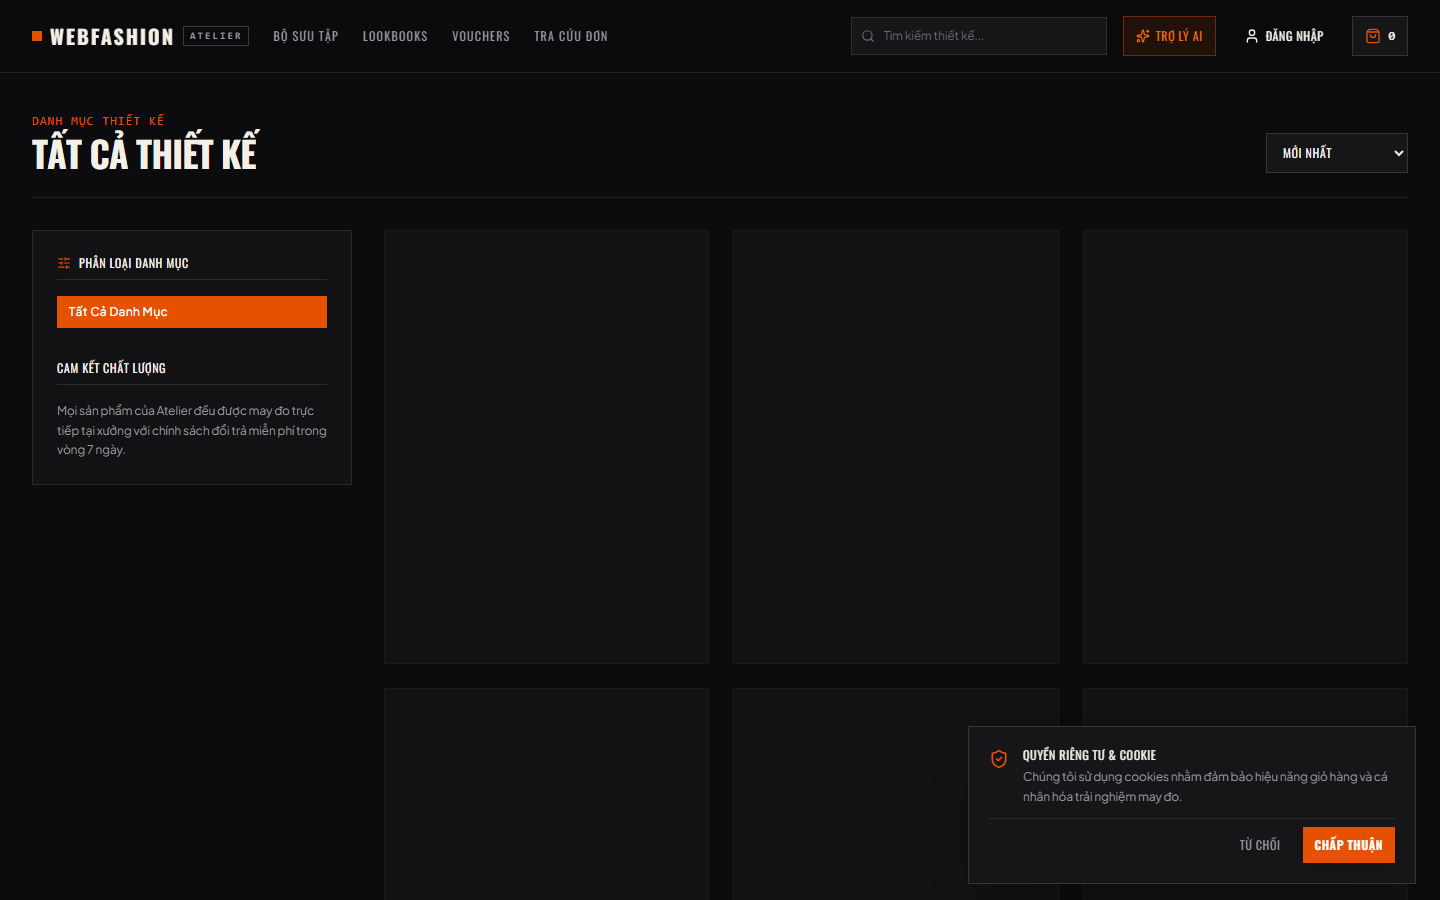 WEBFASHION ATELIER BỘ SƯU TẬP LOOKBOOKS VOUCHERS TRA CỨU ĐƠN Tìm kiếm thiết kế... TRỢ LÝ AI ĐĂNG NHẬP 0
DANH MỤC THIẾT KẾ
TẤT CẢ THIẾT KẾ
MỚI NHẤT
PHÂN LOẠI DANH MỤC
Tất Cả Danh Mục
CAM KẾT CHẤT LƯỢNG
Mọi sản phẩm của Atelier đều được may đo trực
tiếp tại xưởng với chính sách đổi trả miễn phí trong
vòng 7 ngày.
QUYỀN RIÊNG TƯ & COOKIE
Chúng tôi sử dụng cookies nhằm đảm bảo hiệu năng giỏ hàng và cá
nhân hóa trải nghiệm may đo.
TỪ CHỐI CHẤP THUẬN